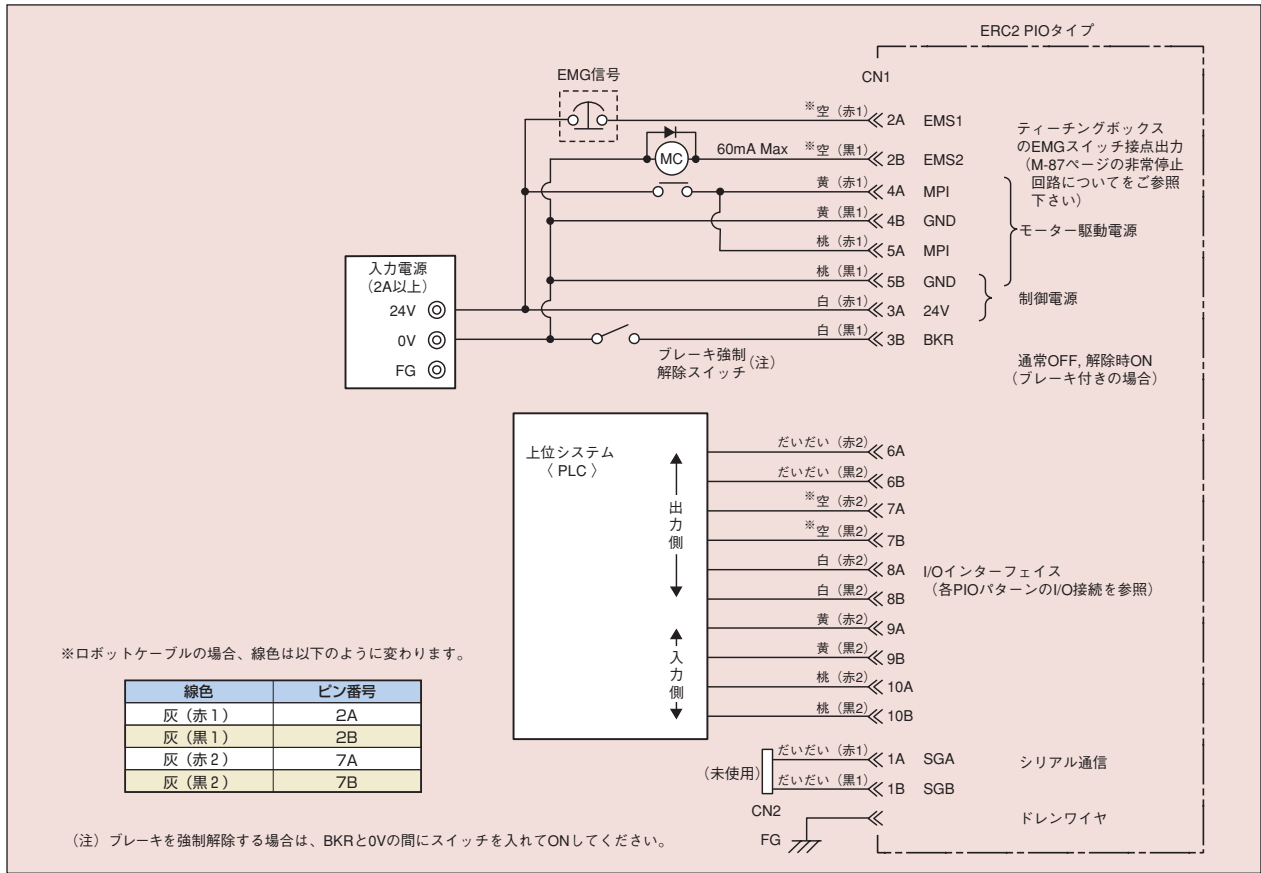 ERC2 PIOタイプ
CN1
EMG信号
※空（赤1） 2A EMS1
60mA Max ※空（黒1） 2B EMS2
MC
黄（赤1） 4A MPI
黄（黒1） 4B GND
桃（赤1） 5A MPI
桃（黒1） 5B GND
白（赤1） 3A 24V
白（黒1） 3B BKR
ティーチングボックス
のEMGスイッチ接点出力
（M-87ページの非常停止
回路についてをご参照
下さい）
モーター駆動電源
制御電源
通常OFF, 解除時ON
（ブレーキ付きの場合）
入力電源
（2A以上）
24V
0V
FG
ブレーキ強制
解除スイッチ
（注）
上位システム
〈 PLC 〉
出力側
入力側
だいだい（赤2） 6A
だいだい（黒2） 6B
※空（赤2） 7A
※空（黒2） 7B
白（赤2） 8A
白（黒2） 8B
黄（赤2） 9A
黄（黒2） 9B
桃（赤2） 10A
桃（黒2） 10B
I/Oインターフェイス
（各PIOパターンのI/O接続を参照）
（未使用）
だいだい（赤1） 1A SGA
だいだい（黒1） 1B SGB
シリアル通信
CN2
FG
ドレンワイヤ
※ロボットケーブルの場合、線色は以下のように変わります。
線色 ピン番号
灰（赤1） 2A
灰（黒1） 2B
灰（赤2） 7A
灰（黒2） 7B
（注）ブレーキを強制解除する場合は、BKRと0Vの間にスイッチを入れてONしてください。